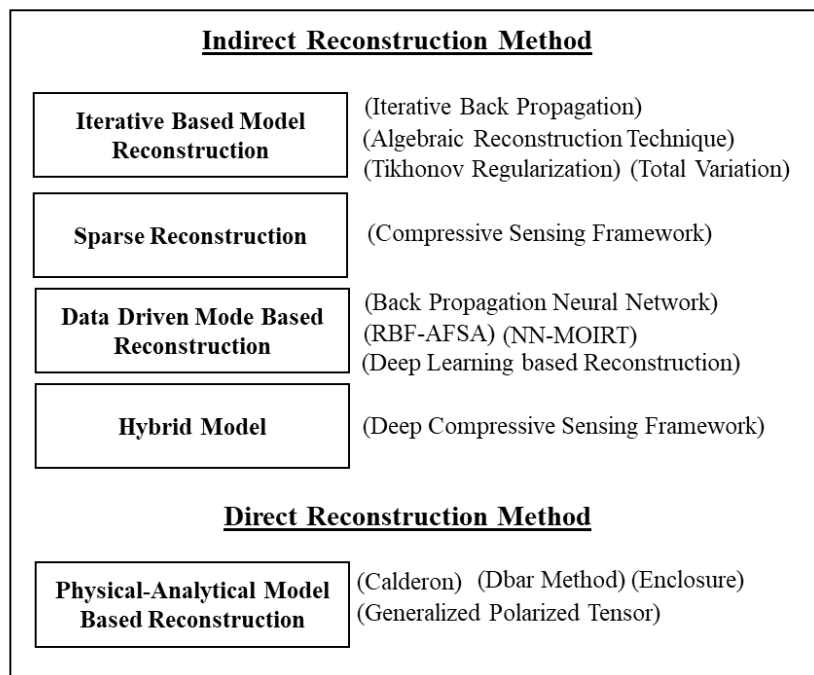 Indirect Reconstruction Method
Iterative Based Model
Reconstruction
(Iterative Back Propagation)
(Algebraic Reconstruction Technique)
(Tikhonov Regularization) (Total Variation)
Sparse Reconstruction
(Compressive Sensing Framework)
Data Driven Mode Based
Reconstruction
(Back Propagation Neural Network)
(RBF-AFSA) (NN-MOIRT)
(Deep Learning based Reconstruction)
Hybrid Model
(Deep Compressive Sensing Framework)
Direct Reconstruction Method
Physical-Analytical Model
Based Reconstruction
(Calderon) (Dbar Method) (Enclosure)
(Generalized Polarized Tensor)